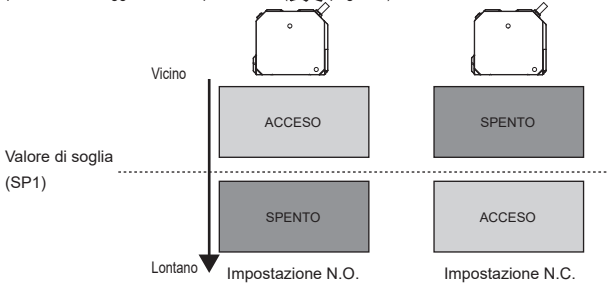 Vicino
ACCESO SPENTO
Valore di soglia
(SP1)
SPENTO ACCESO
Lontano
Impostazione N.O. Impostazione N.C.